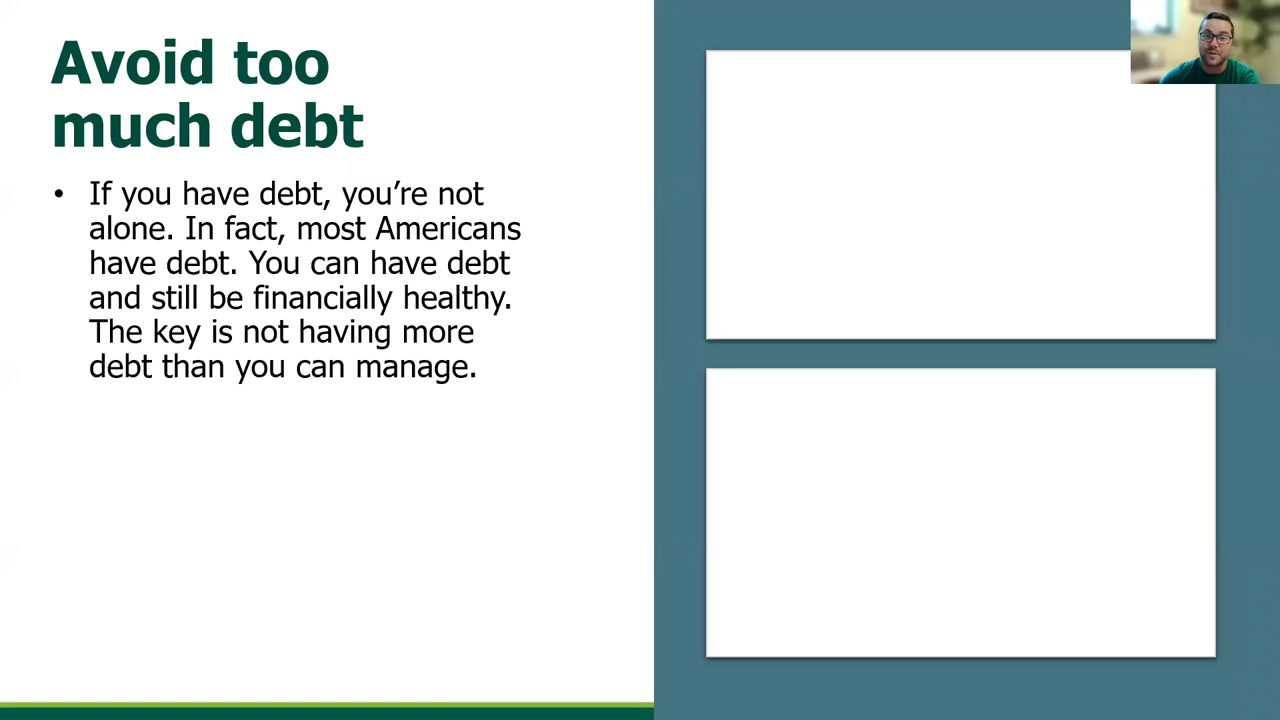 Avoid too
much debt
• If you have debt, you’re not
alone. In fact, most Americans
have debt. You can have debt
and still be financially healthy.
The key is not having more
debt than you can manage.